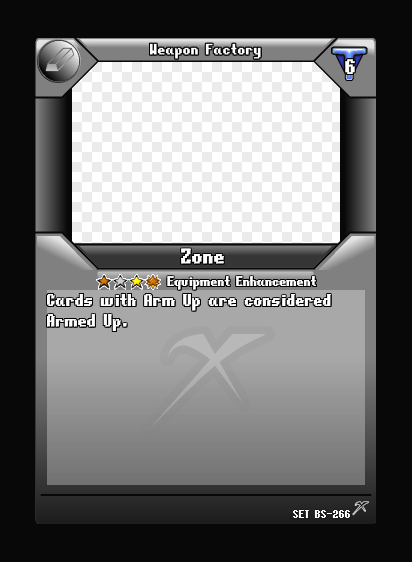 Weapon Factory
6
Zone
Equipment Enhancement
Cards with Arm Up are considered
Armed Up.
SET BS-266